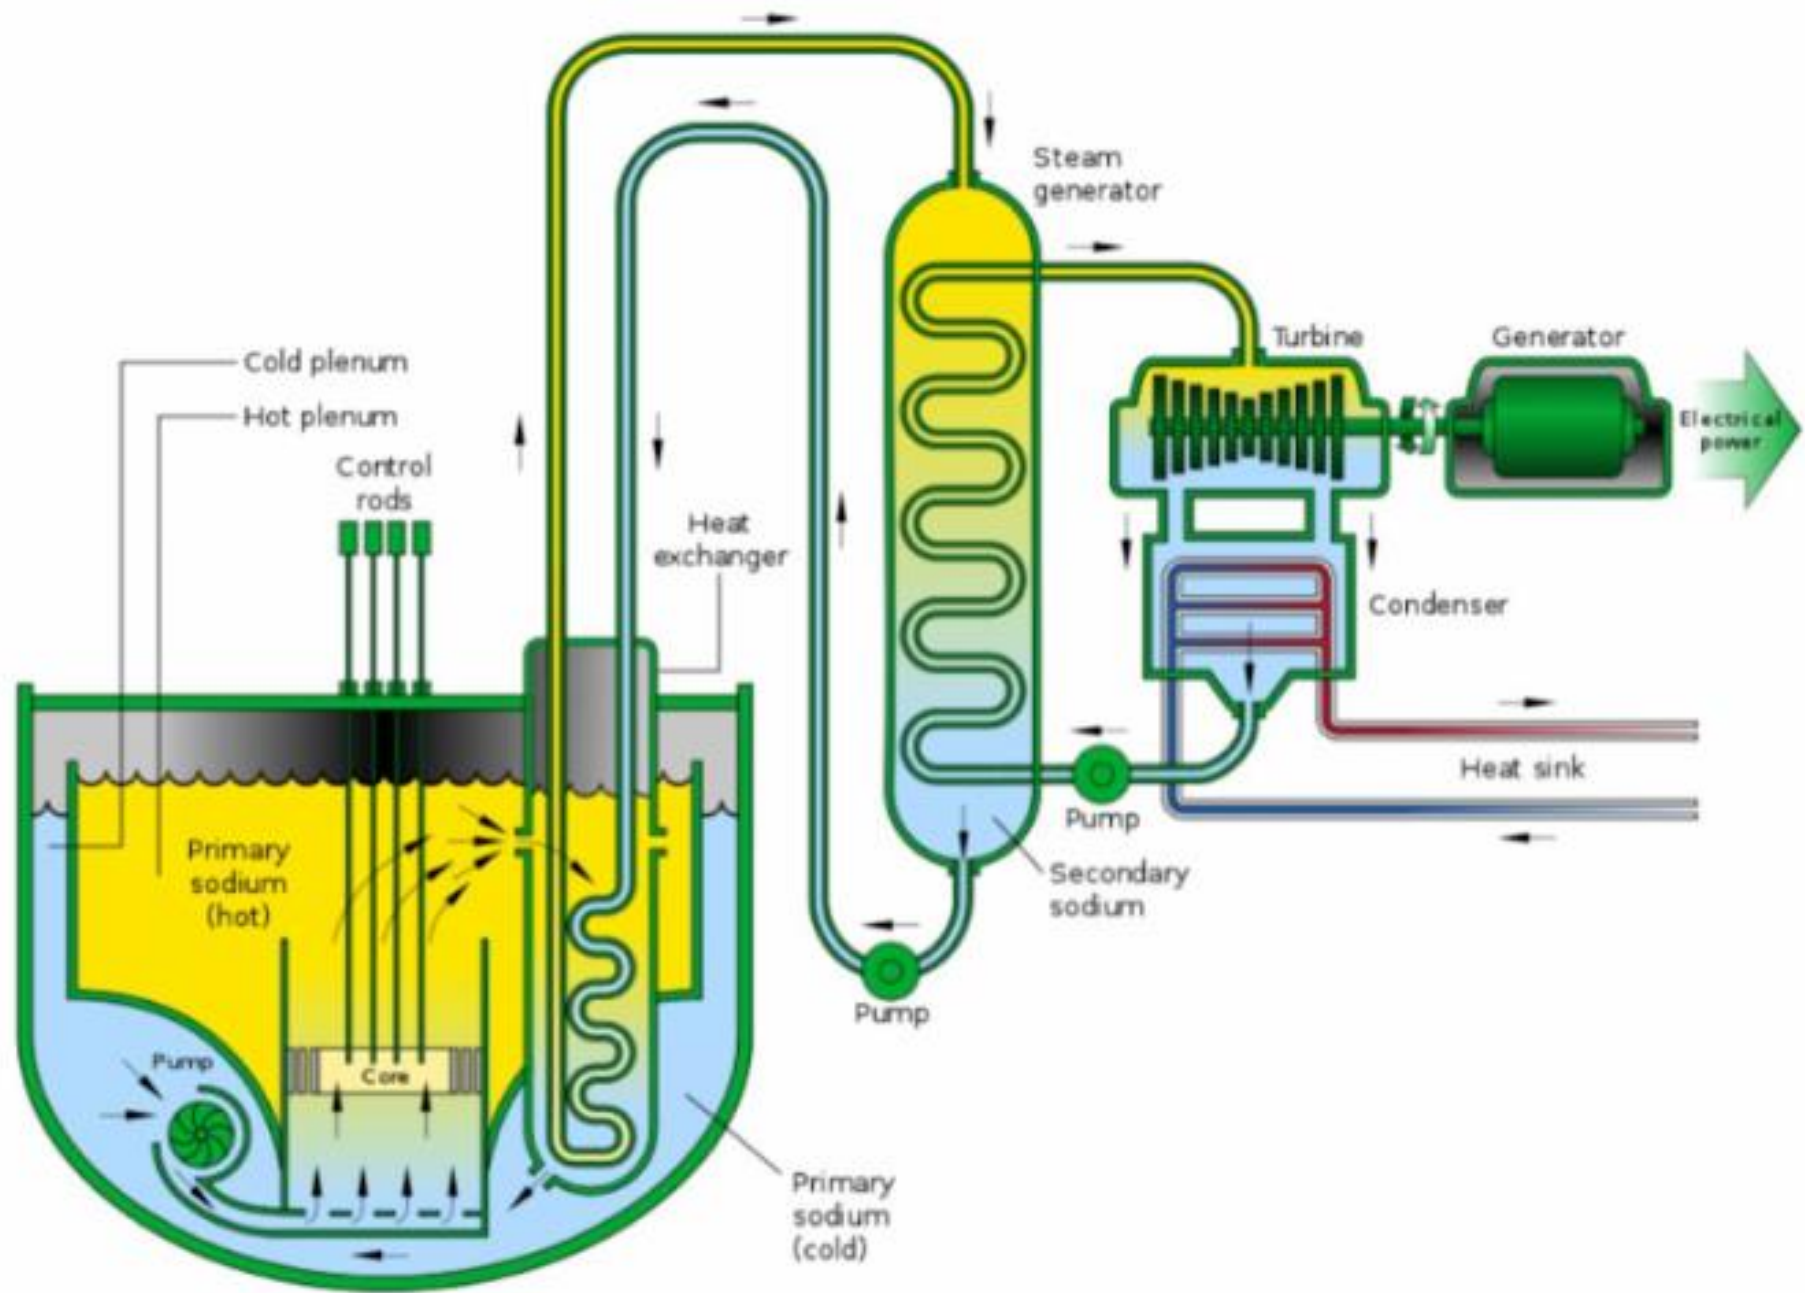 Steam
generator
Turbine
Generator
Cold plenum
Hot plenum
Electrical
power
Control
rods
Heat
exchanger
Condenser
Heat sink
Pump
Primary
sodium
(hot)
Secondary
sodium
Pump
Pump
Core
Primary
sodium
(cold)